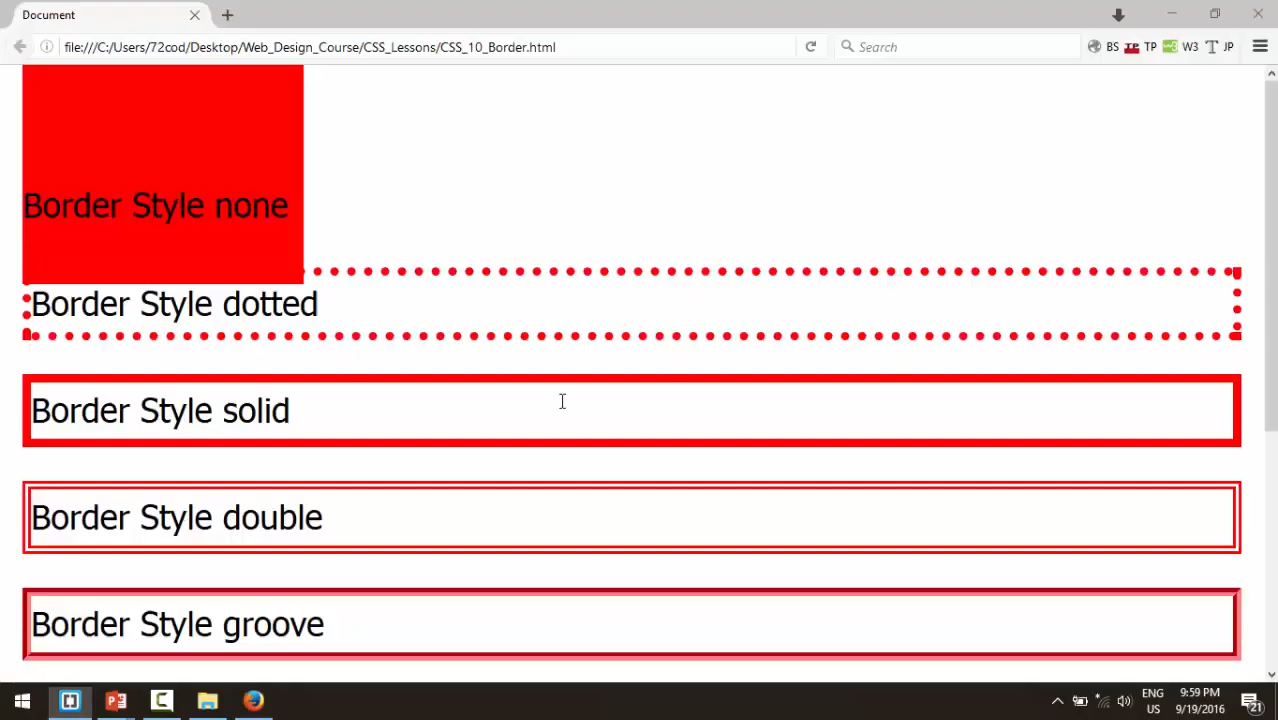 Document
file:///C:/Users/72cod/Desktop/Web_Design_Course/CSS_Lessons/CSS_10_Border.html
Search
BS TP TP W3 T JP
Border Style none
Border Style dotted
Border Style solid
Border Style double
Border Style groove
ENG
US
9:59 PM
9/19/2016
21